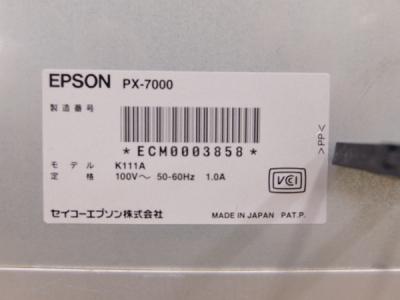 EPSON PX-7000
製造番号
*ECM0003858*
モデル K111A
定格 100V～ 50-60Hz 1.0A
VCI
セイコーエプソン株式会社
MADE IN JAPAN PAT.P.
>PP<